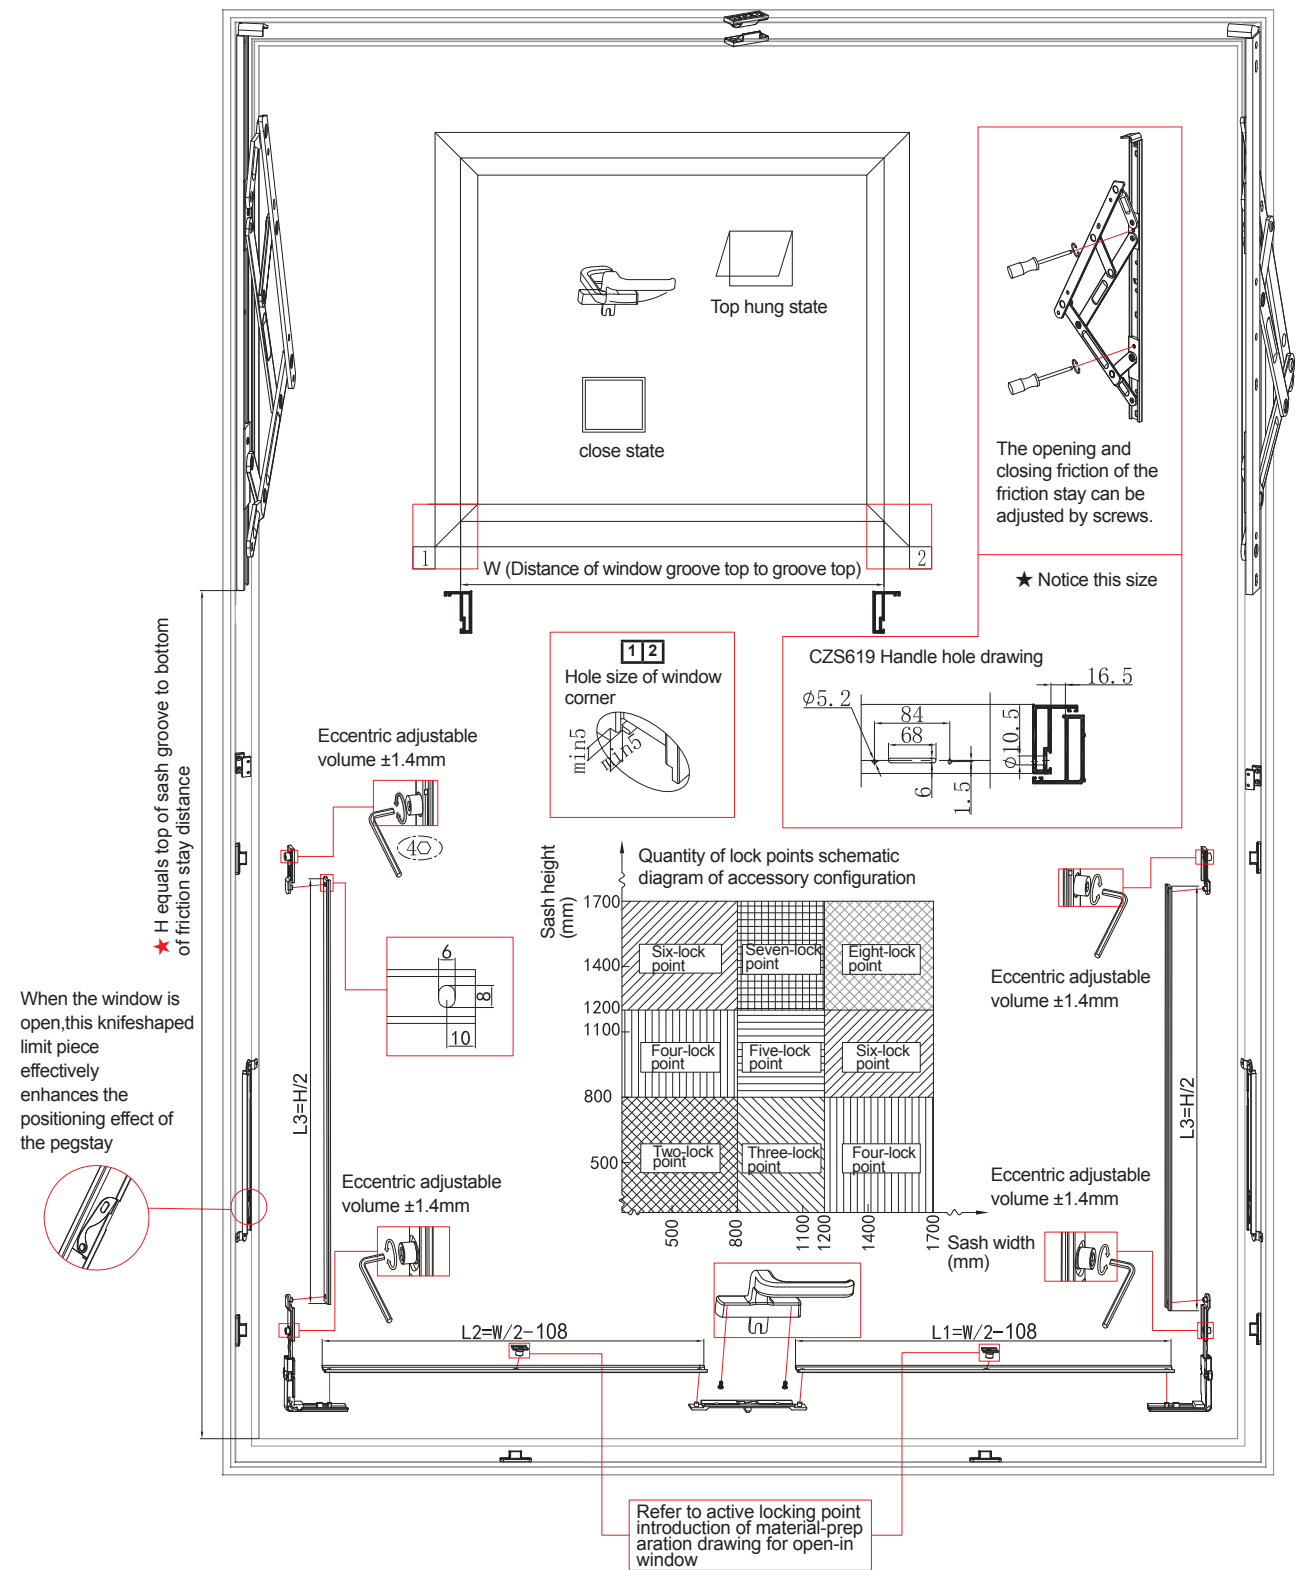 Top hung state
close state
The opening and
closing friction of the
friction stay can be
adjusted by screws.
1
2
W (Distance of window groove top to groove top)
★ Notice this size
1 2
Hole size of window
corner
min5
min5
CZS619 Handle hole drawing
16.5
Ø5.2
84
68
Ø10.5
6
1.5
Eccentric adjustable
volume ±1.4mm
4
★ H equals top of sash groove to bottom
of friction stay distance
Quantity of lock points schematic
diagram of accessory configuration
Sash height
(mm)
1700
1400
1200
1100
800
500
Six-lock
point
Seven-lock
point
Eight-lock
point
Four-lock
point
Five-lock
point
Six-lock
point
Two-lock
point
Three-lock
point
Four-lock
point
500
800
1100
1200
1400
1700
Sash width
(mm)
Eccentric adjustable
volume ±1.4mm
6
8
10
When the window is
open,this knifeshaped
limit piece
effectively
enhances the
positioning effect of
the pegstay
L3=H/2
L3=H/2
Eccentric adjustable
volume ±1.4mm
Eccentric adjustable
volume ±1.4mm
L2=W/2-108
L1=W/2-108
Refer to active locking point
introduction of material-prep
aration drawing for open-in
window